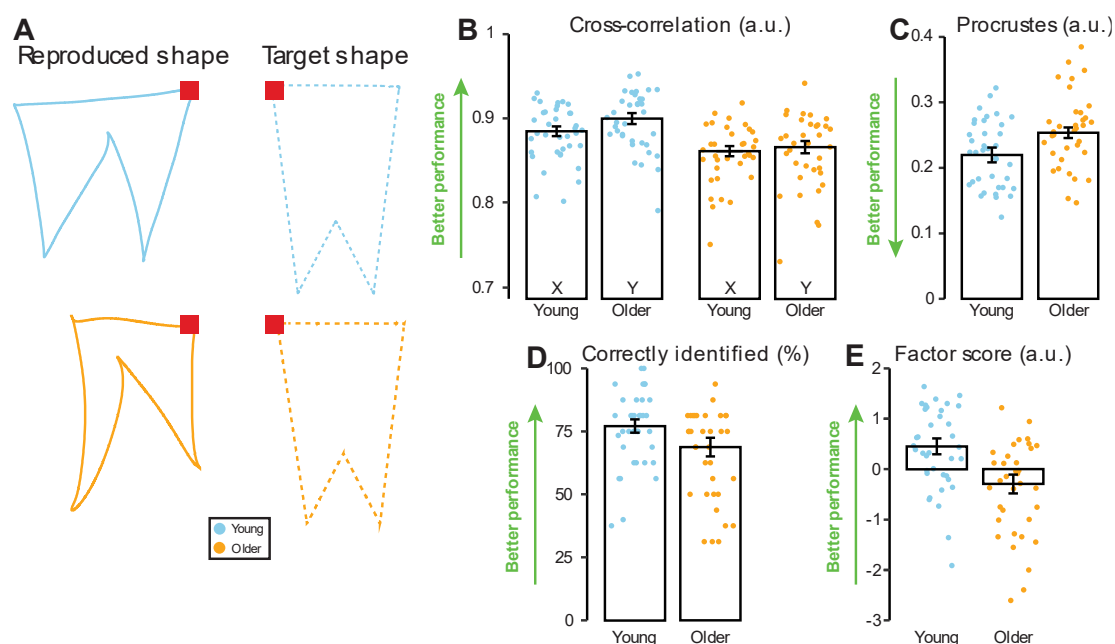 A
Reproduced shape
Target shape
Young
Older
B
Cross-correlation (a.u.)
Better performance
1
0.9
0.8
0.7
X
Y
X
Y
Young
Older
Young
Older
C
Procrustes (a.u.)
Better performance
0.4
0.3
0.2
0.1
0
Young
Older
D
Correctly identified (%)
Better performance
100
75
50
25
0
Young
Older
E
Factor score (a.u.)
Better performance
2
1
0
-1
-2
-3
Young
Older